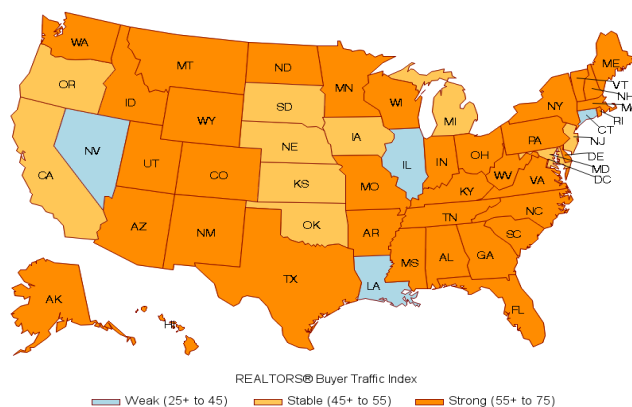 WA
MT
ND
MN
ME
OR
ID
WY
SD
WI
MI
NY
VT
NH
M
RI
CT
NJ
NV
UT
CO
NE
IA
IL
IN
OH
PA
DE
MD
DC
CA
KS
MO
KY
WV
VA
AZ
NM
OK
AR
TN
NC
SC
TX
LA
MS
AL
GA
FL
AK
HI
REALTORS® Buyer Traffic Index
Weak (25+ to 45) Stable (45+ to 55) Strong (55+ to 75)